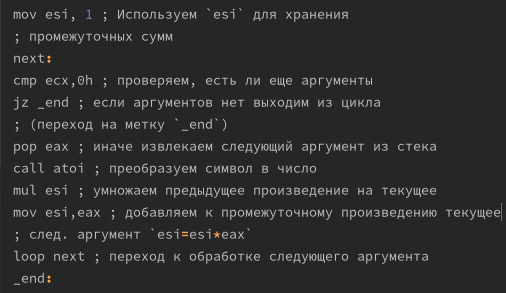 mov esi, 1 ; Используем `esi` для хранения
; промежуточных сумм
next:
cmp ecx,0h ; проверяем, есть ли еще аргументы
jz _end ; если аргументов нет выходим из цикла
; (переход на метку `_end`)
pop eax ; иначе извлекаем следующий аргумент из стека
call atoi ; преобразуем символ в число
mul esi ; умножаем предыдущее произведение на текущее
mov esi,eax ; добавляем к промежуточному произведению текущее
; след. аргумент `esi=esi*eax`
loop next ; переход к обработке следующего аргумента
_end: